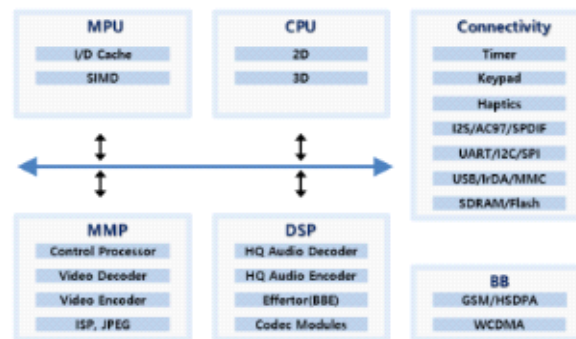 MPU
I/D Cache
SIMD
CPU
2D
3D
Connectivity
Timer
Keypad
Haptics
I2S/AC97/SPDIF
UART/I2C/SPI
USB/IrDA/MMC
SDRAM/Flash
MMP
Control Processor
Video Decoder
Video Encoder
ISP, JPEG
DSP
HQ Audio Decoder
HQ Audio Encoder
Effertor(BBE)
Codec Modules
BB
GSM/HSDPA
WCDMA